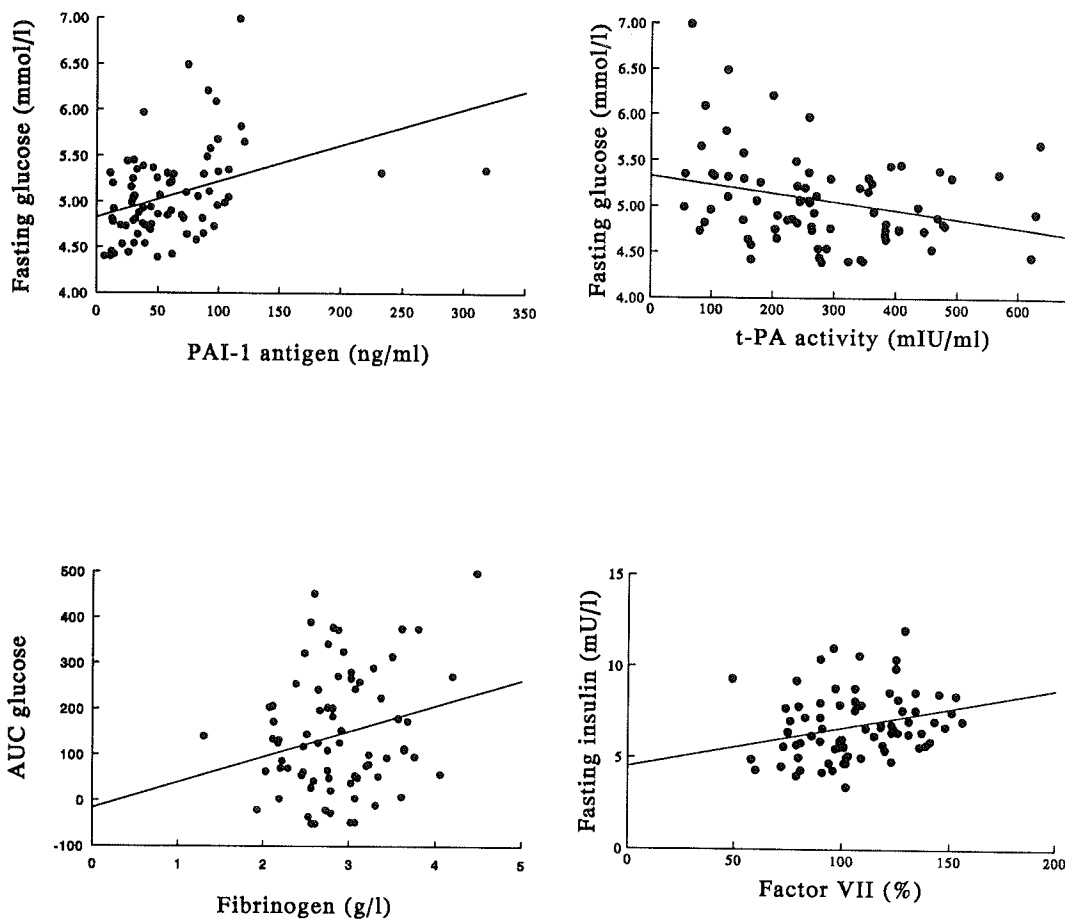 Fasting glucose (mmol/l)
7.00
6.50
6.00
5.50
5.00
4.50
4.00
0 50 100 150 200 250 300 350
PAI-1 antigen (ng/ml)
Fasting glucose (mmol/l)
7.00
6.50
6.00
5.50
5.00
4.50
4.00
0 100 200 300 400 500 600
t-PA activity (mIU/ml)
AUC glucose
500
400
300
200
100
0
-100
0 1 2 3 4 5
Fibrinogen (g/l)
Fasting insulin (mU/l)
15
10
5
0
0 50 100 150 200
Factor VII (%)